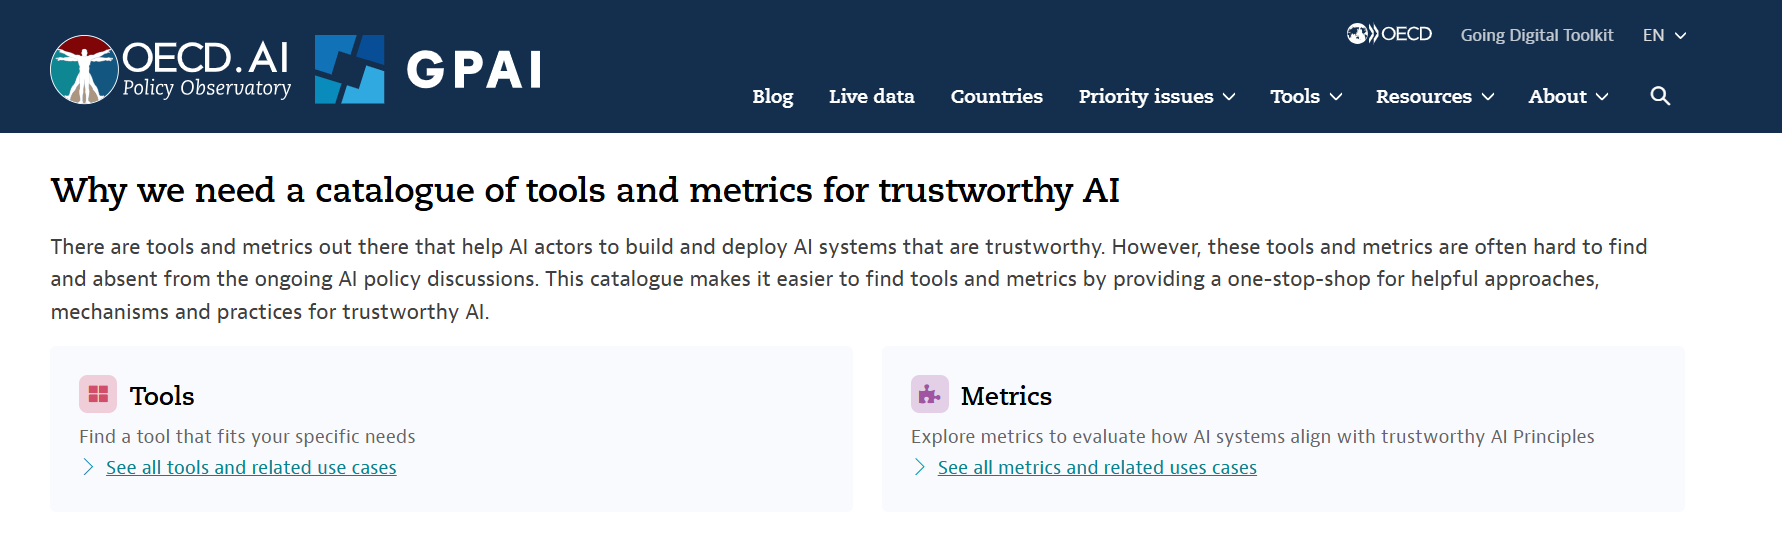 OECD.AI
Policy Observatory
GPAI
OECD
Going Digital Toolkit
EN
Blog
Live data
Countries
Priority issues
Tools
Resources
About
Why we need a catalogue of tools and metrics for trustworthy AI
There are tools and metrics out there that help AI actors to build and deploy AI systems that are trustworthy. However, these tools and metrics are often hard to find
and absent from the ongoing AI policy discussions. This catalogue makes it easier to find tools and metrics by providing a one-stop-shop for helpful approaches,
mechanisms and practices for trustworthy AI.
Tools
Find a tool that fits your specific needs
See all tools and related use cases
Metrics
Explore metrics to evaluate how AI systems align with trustworthy AI Principles
See all metrics and related uses cases